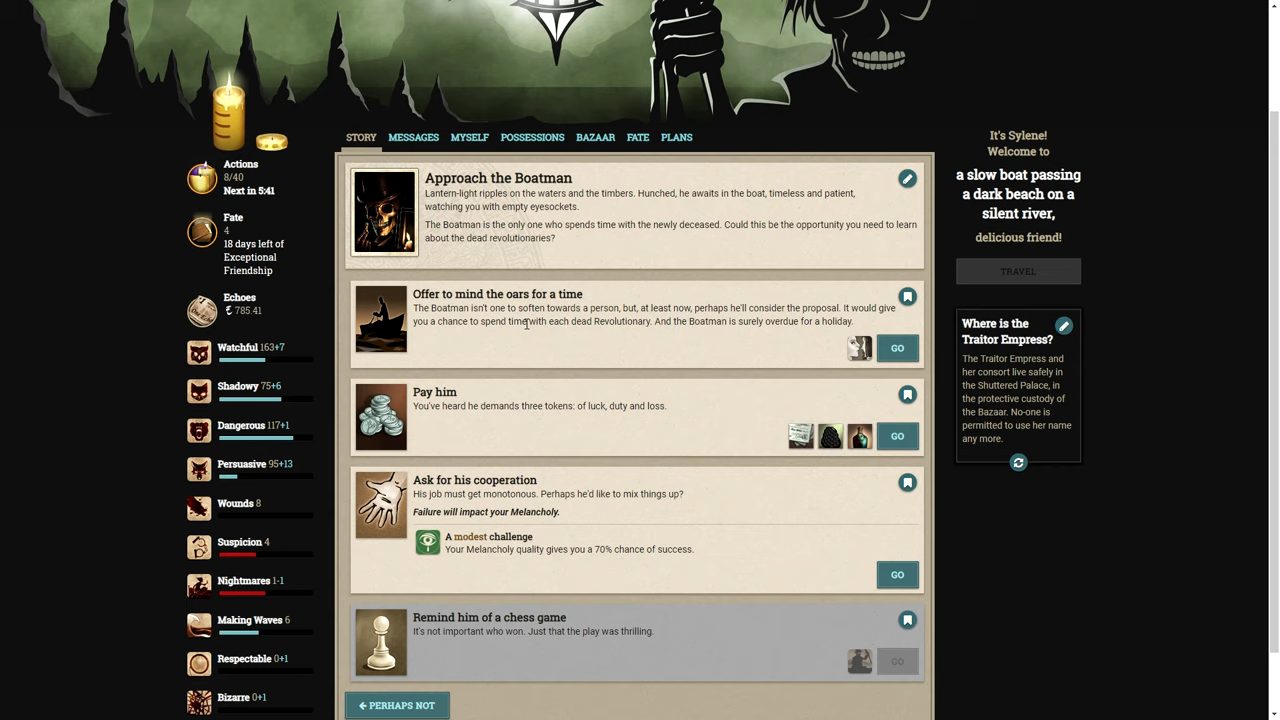 STORY MESSAGES MYSELF POSSESSIONS BAZAAR FATE PLANS
Actions
8/40
Next in 5:41
Fate
4
18 days left of
Exceptional
Friendship
Echoes
785.41
Watchful 163+7
Shadowy 75+6
Dangerous 117+1
Persuasive 95+13
Wounds 8
Suspicion 4
Nightmares 1-1
Making Waves 6
Respectable 0+1
Bizarre 0+1
Approach the Boatman
Lantern-light ripples on the waters and the timbers. Hunched, he awaits in the boat, timeless and patient,
watching you with empty eyesockets.
The Boatman is the only one who spends time with the newly deceased. Could this be the opportunity you need to learn
about the dead revolutionaries?
Offer to mind the oars for a time
The Boatman isn't one to soften towards a person, but, at least now, perhaps he'll consider the proposal. It would give
you a chance to spend time with each dead Revolutionary. And the Boatman is surely overdue for a holiday.
GO
Pay him
You've heard he demands three tokens: of luck, duty and loss.
GO
Ask for his cooperation
His job must get monotonous. Perhaps he'd like to mix things up?
Failure will impact your Melancholy.
A modest challenge
Your Melancholy quality gives you a 70% chance of success.
GO
Remind him of a chess game
It's not important who won. Just that the play was thrilling.
GO
PERHAPS NOT
It's Sylene!
Welcome to
a slow boat passing
a dark beach on a
silent river,
delicious friend!
TRAVEL
Where is the
Traitor Empress?
The Traitor Empress and
her consort live safely in
the Shuttered Palace, in
the protective custody of
the Bazaar. No-one is
permitted to use her name
any more.